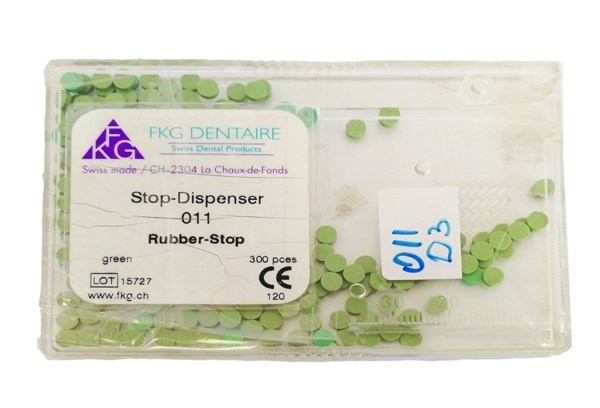 FKG
FKG DENTAIRE
Swiss Dental Products
Swiss made / CH-2304 La Chaux-de-Fonds
Stop-Dispenser
011
Rubber-Stop
green 300 pces
LOT 15727 CE
www.fkg.ch 120
011
D3
30 20